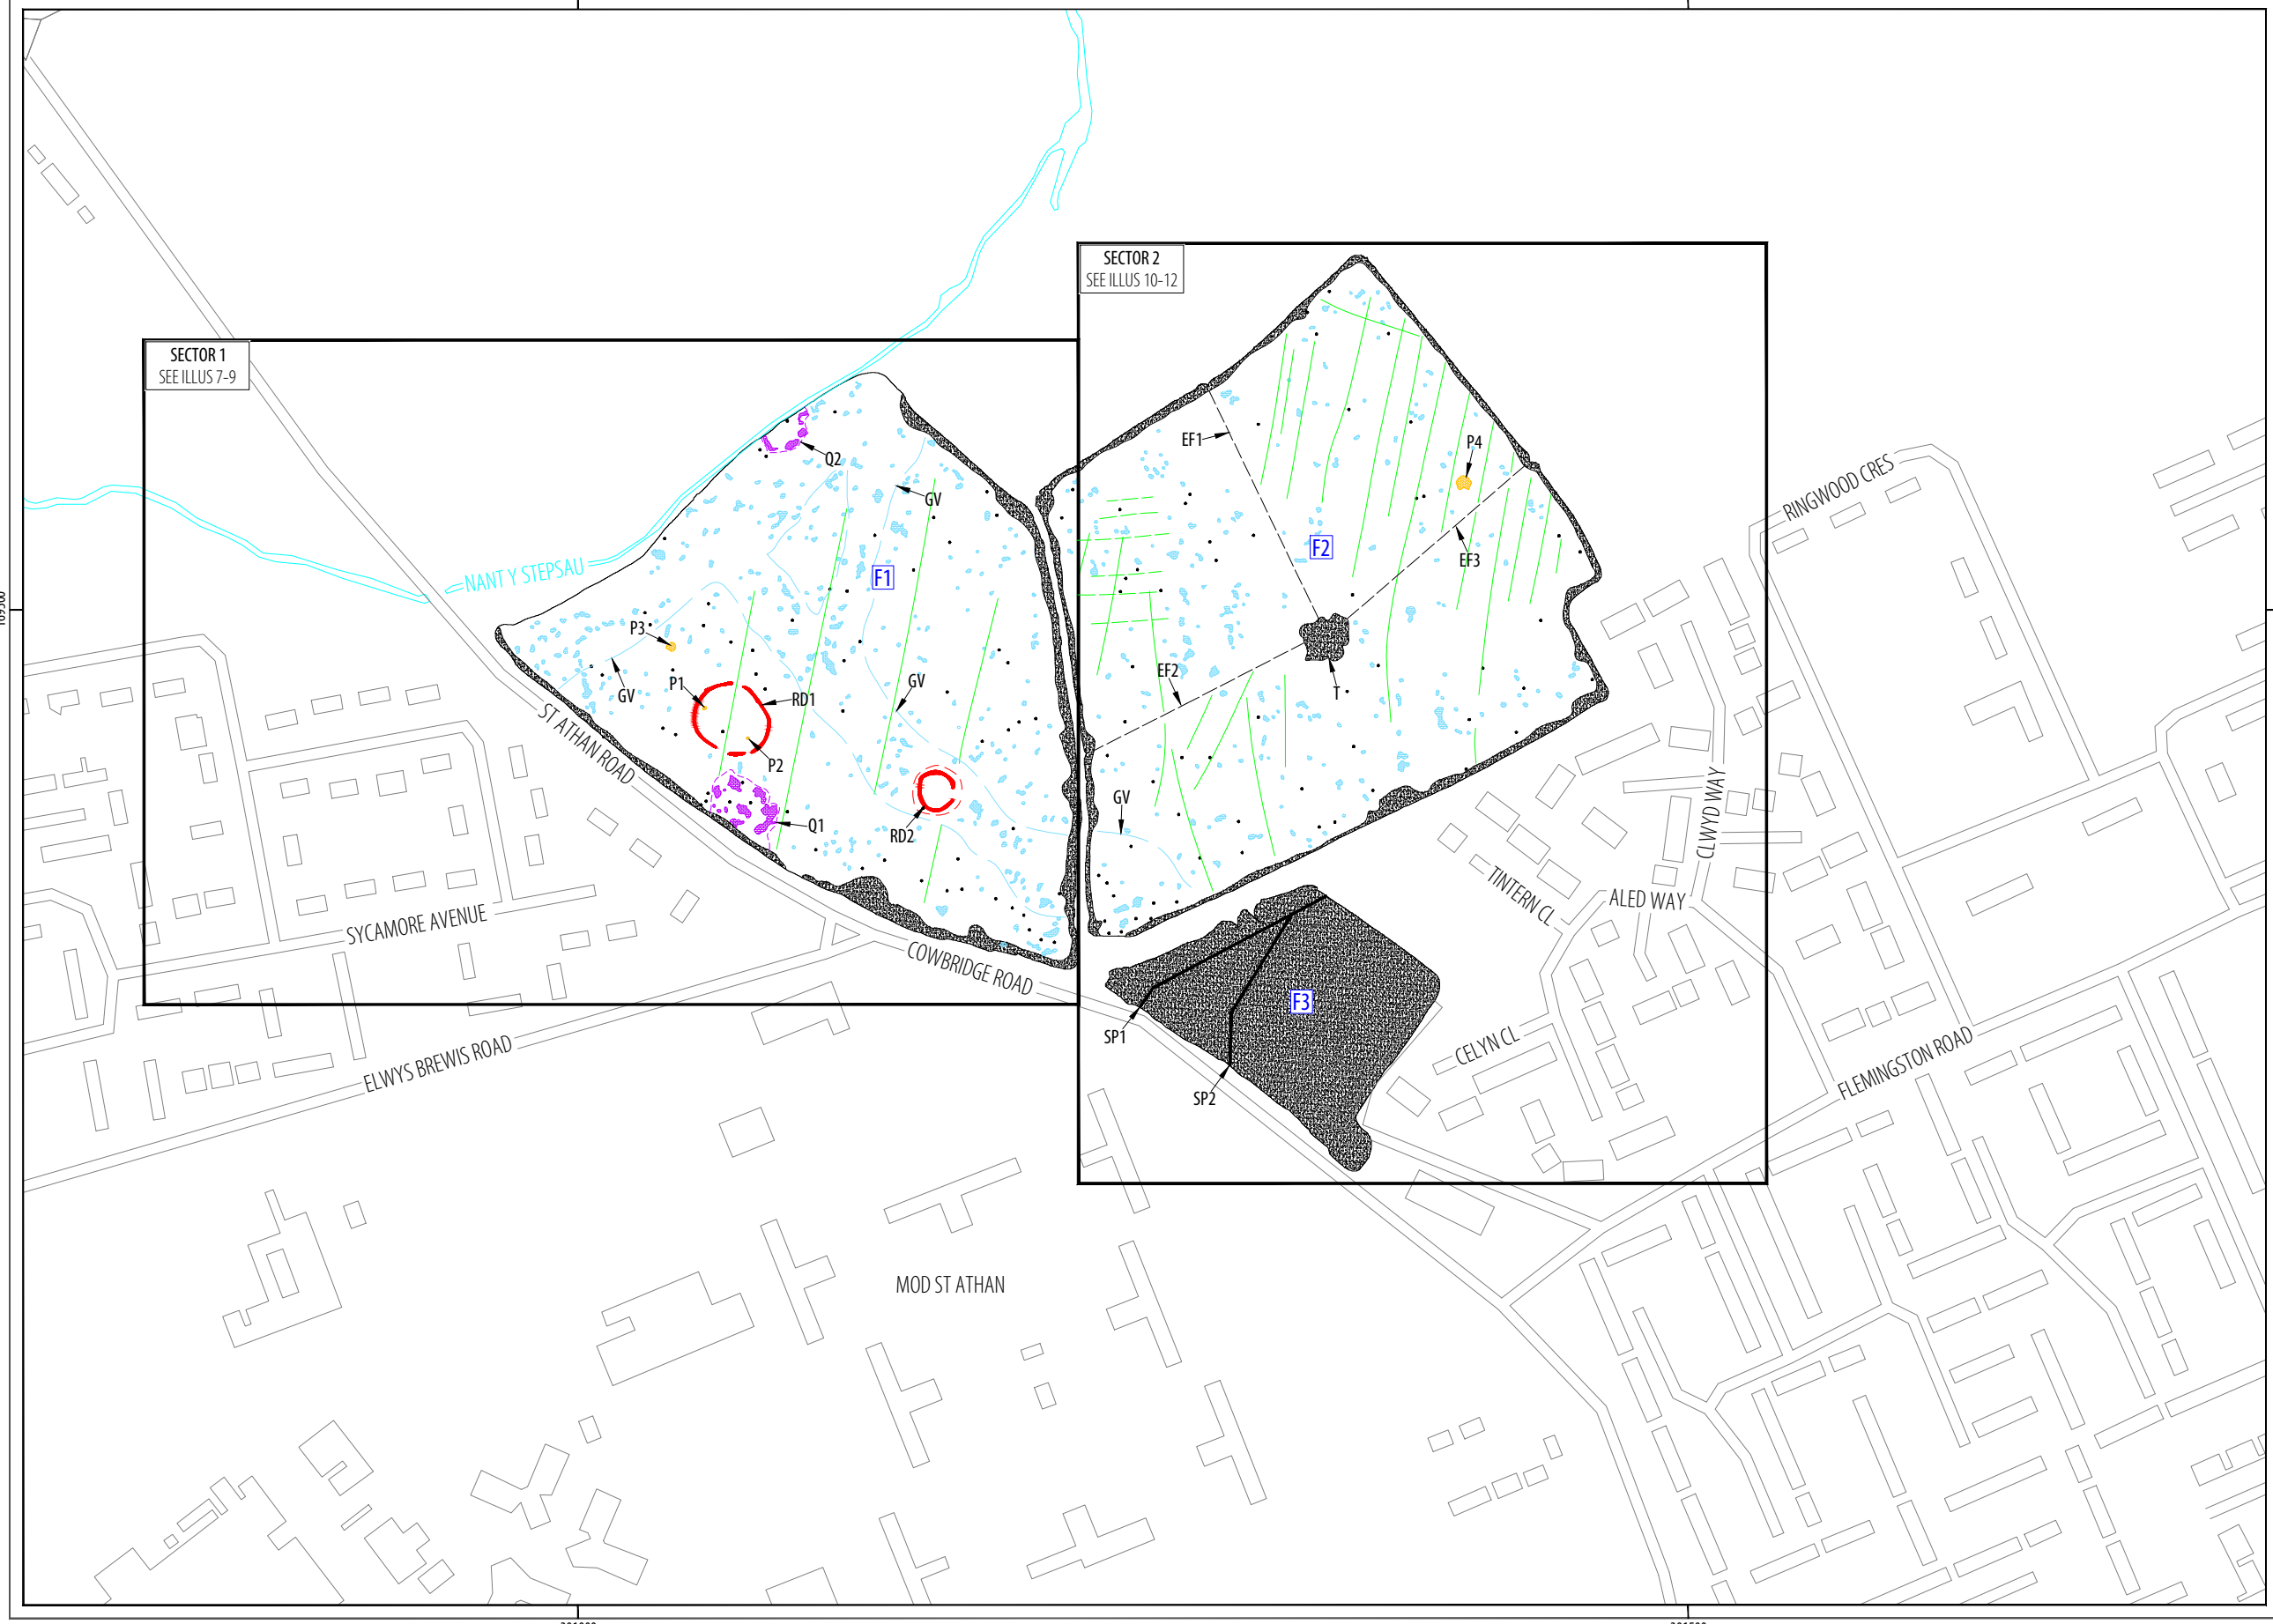 SECTOR 2
SEE ILLUS 10-12
SECTOR 1
SEE ILLUS 7-9
EF1
P4
Q2
RINGWOOD CRES
GV
F2
EF3
NANT Y STEPSAU
F1
P3
EF2
P1
GV
GV
RD1
T
ST ATHAN ROAD
P2
GV
CLWYD WAY
Q1
RD2
TINTERN CL
ALED WAY
SYCAMORE AVENUE
COWBRIDGE ROAD
F3
SP1
CELYN CL
ELWYS BREWIS ROAD
FLEMINGSTON ROAD
SP2
MOD ST ATHAN